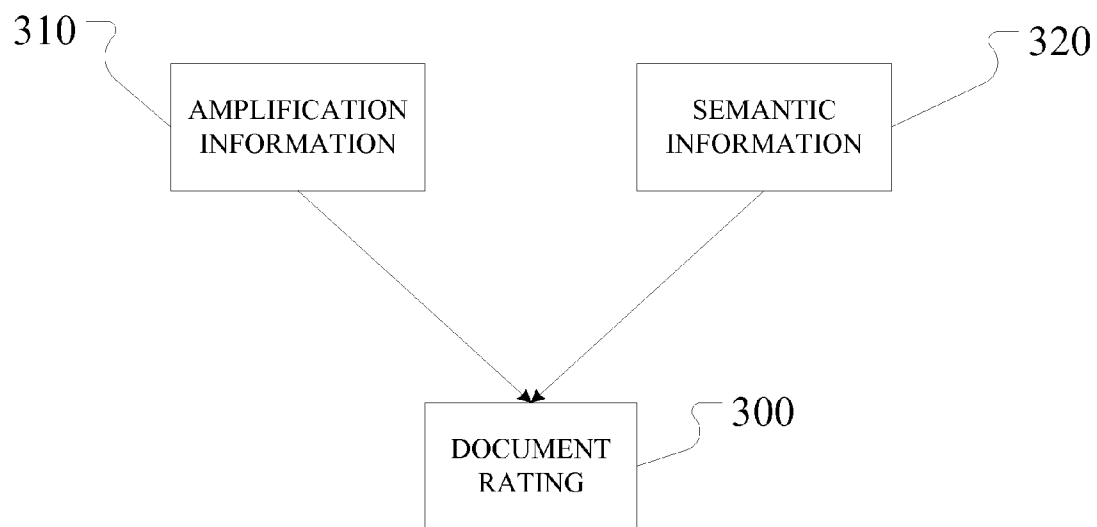 310
320
AMPLIFICATION
INFORMATION
SEMANTIC
INFORMATION
300
DOCUMENT
RATING